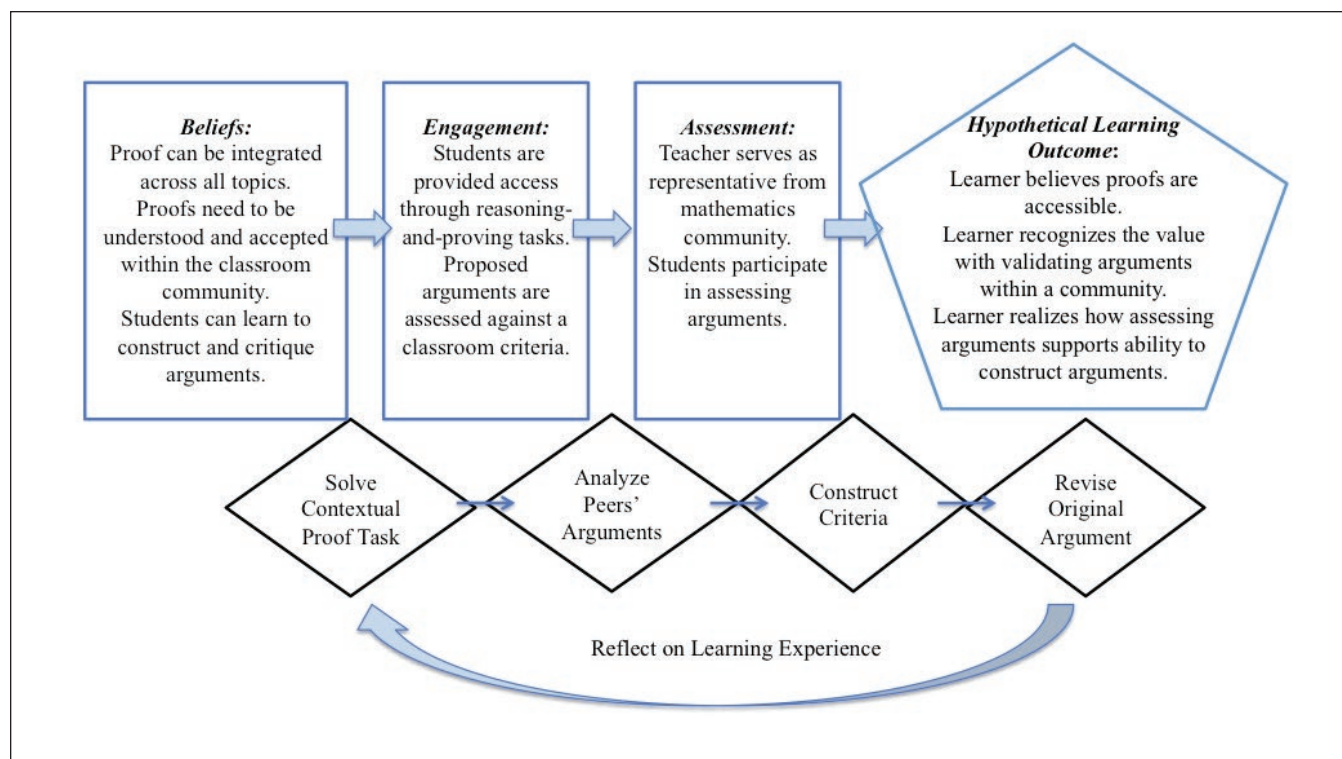 Beliefs:
Proof can be integrated
across all topics.
Proofs need to be
understood and accepted
within the classroom
community.
Students can learn to
construct and critique
arguments.
Engagement:
Students are
provided access
through reasoning-
and-proving tasks.
Proposed
arguments are
assessed against a
classroom criteria.
Assessment:
Teacher serves as
representative from
mathematics
community.
Students participate
in assessing
arguments.
Hypothetical Learning
Outcome:
Learner believes proofs are
accessible.
Learner recognizes the value
with validating arguments
within a community.
Learner realizes how assessing
arguments supports ability to
construct arguments.
Solve
Contextual
Proof Task
Analyze
Peers’
Arguments
Construct
Criteria
Revise
Original
Argument
Reflect on Learning Experience